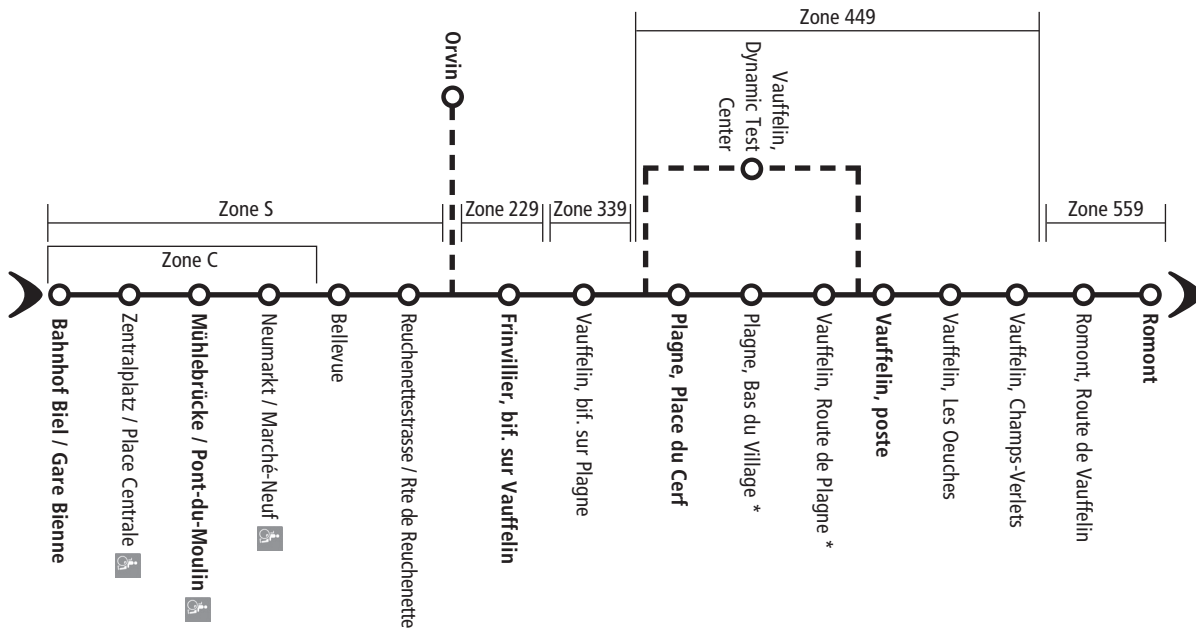 Zone 449
Orvin
Vauffelin,
Dynamic Test
Center
Zone S
Zone 229
Zone 339
Zone 559
Zone C
Bahnhof Biel / Gare Bienne
Zentralplatz / Place Centrale
Mühlebrücke / Pont-du-Moulin
Neumarkt / Marché-Neuf
Bellevue
Reuchenettestrasse / Rte de Reuchenette
Frinvillier, bif. sur Vauffelin
Vauffelin, bif. sur Plagne
Plagne, Place du Cerf
Plagne, Bas du Village *
Vauffelin, Route de Plagne *
Vauffelin, poste
Vauffelin, Les Oeuches
Vauffelin, Champs-Verlets
Romont, Route de Vauffelin
Romont